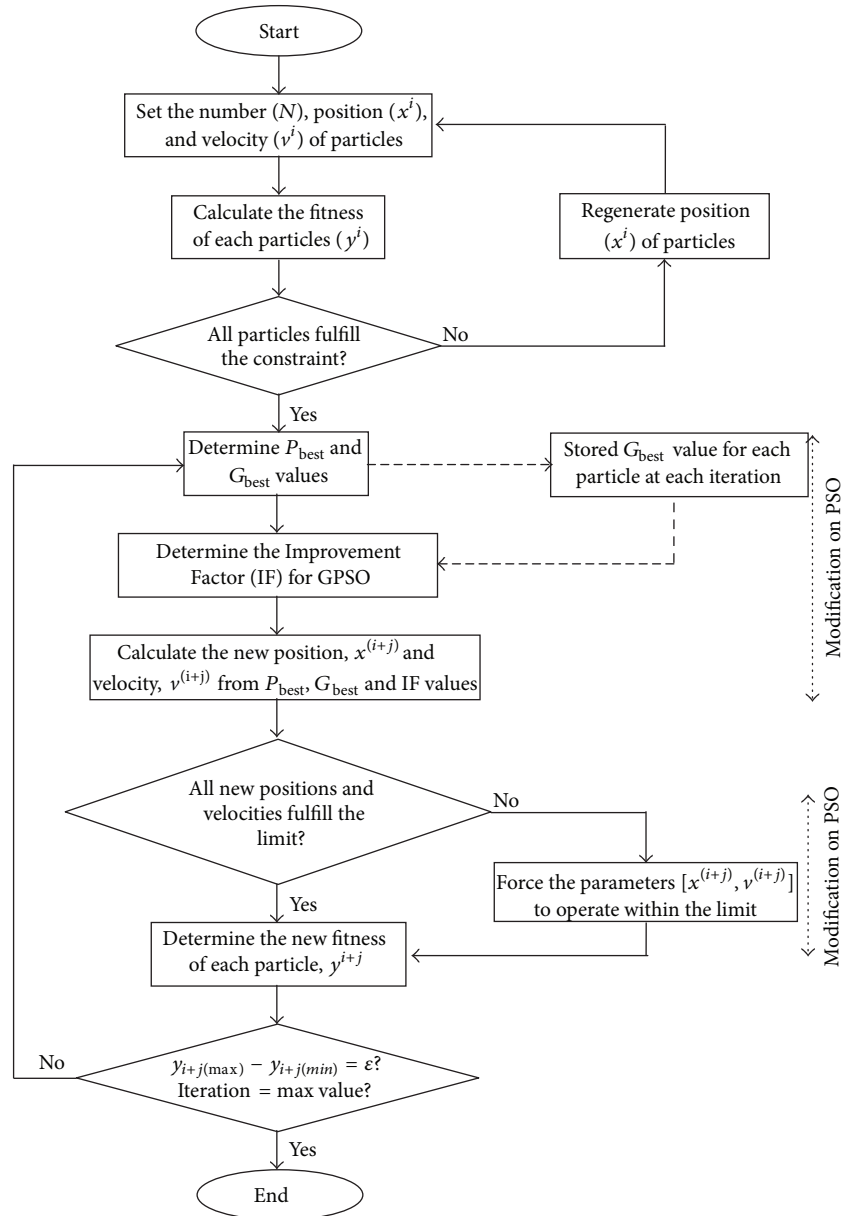 Start
Set the number (N), position (x^i),
and velocity (v^i) of particles
Calculate the fitness
of each particles (y^i)
Regenerate position
(x^i) of particles
All particles fulfill
the constraint?
No
Yes
Determine P_best and
G_best values
Stored G_best value for each
particle at each iteration
Modification on PSO
Determine the Improvement
Factor (IF) for GPSO
Calculate the new position, x^(i+j) and
velocity, v^(i+j) from P_best, G_best and IF values
All new positions and
velocities fulfill the
limit?
No
Force the parameters [x^(i+j), v^(i+j)]
to operate within the limit
Modification on PSO
Yes
Determine the new fitness
of each particle, y^i+j
No
y_i+j(max) − y_i+j(min) = ε?
Iteration = max value?
Yes
End